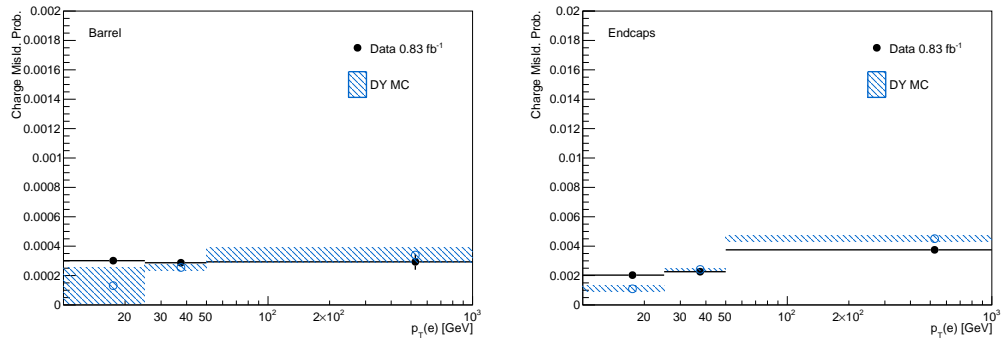 Charge MisId. Prob.
0.002
0.0018
0.0016
0.0014
0.0012
0.001
0.0008
0.0006
0.0004
0.0002
0
Barrel
Data 0.83 fb⁻¹
DY MC
20 30 40 50 10² 2×10² 10³
p_T(e) [GeV]
Charge MisId. Prob.
0.02
0.018
0.016
0.014
0.012
0.01
0.008
0.006
0.004
0.002
0
Endcaps
Data 0.83 fb⁻¹
DY MC
20 30 40 50 10² 2×10² 10³
p_T(e) [GeV]